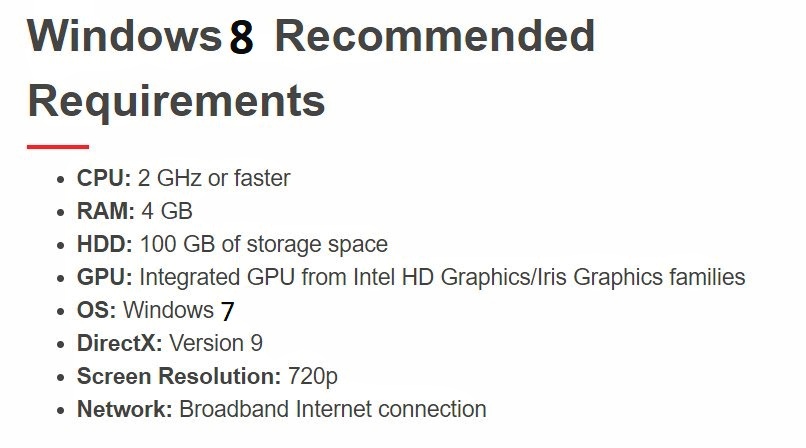 Windows 8 Recommended
Requirements
CPU: 2 GHz or faster
RAM: 4 GB
HDD: 100 GB of storage space
GPU: Integrated GPU from Intel HD Graphics/Iris Graphics families
OS: Windows 7
DirectX: Version 9
Screen Resolution: 720p
Network: Broadband Internet connection